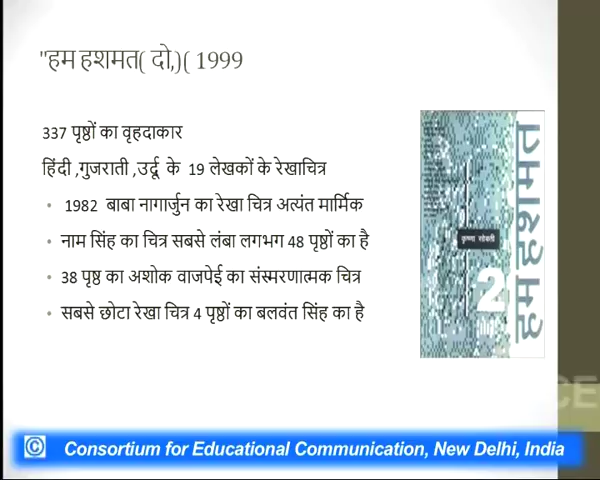 "हम हशमत( दो,)( 1999
337 पृष्ठों का वृहदाकार
हिंदी ,गुजराती ,उर्दू के 19 लेखकों के रेखाचित्र
• 1982 बाबा नागार्जुन का रेखा चित्र अत्यंत मार्मिक
• नाम सिंह का चित्र सबसे लंबा लगभग 48 पृष्ठों का है
• 38 पृष्ठ का अशोक वाजपेई का संस्मरणात्मक चित्र
• सबसे छोटा रेखा चित्र 4 पृष्ठों का बलवंत सिंह का है
हम हशमत
कृष्णा सोबती
2
CE
© Consortium for Educational Communication, New Delhi, India